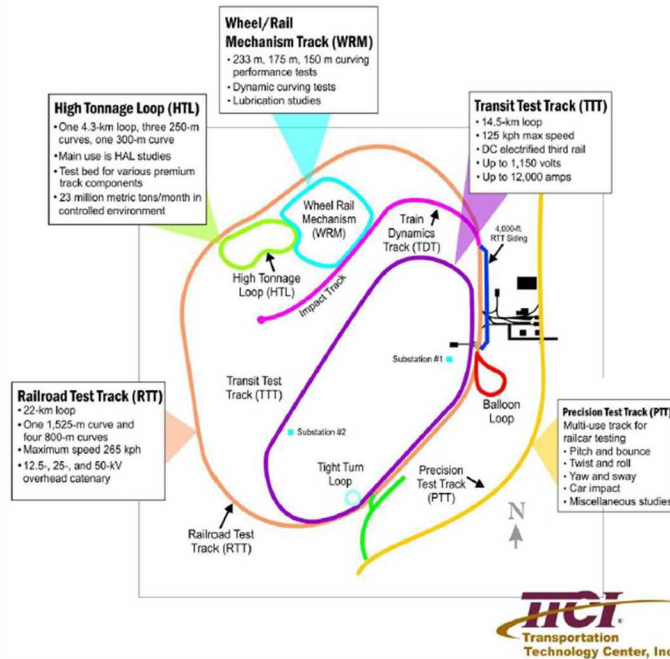 Wheel/Rail
Mechanism Track (WRM)
• 233 m, 175 m, 150 m curving
performance tests
• Dynamic curving tests
• Lubrication studies
High Tonnage Loop (HTL)
• One 4.3-km loop, three 250-m
curves, one 300-m curve
• Main use is HAL studies
• Test bed for various premium
track components
• 23 million metric tons/month in
controlled environment
Transit Test Track (TTT)
• 14.5-km loop
• 125 kph max speed
• DC electrified third rail
• Up to 1,150 volts
• Up to 12,000 amps
Wheel Rail
Mechanism
(WRM)
Train
Dynamics
Track (TDT)
4,000-ft.
RTT Siding
High Tonnage
Loop (HTL)
Impact Track
Substation #1
Transit Test
Track
(TTT)
Balloon
Loop
Railroad Test Track (RTT)
• 22-km loop
• One 1,525-m curve and
four 800-m curves
• Maximum speed 265 kph
• 12.5-, 25-, and 50-kV
overhead catenary
Substation #2
Tight Turn
Loop
Precision
Test Track
(PTT)
Precision Test Track (PTT)
Multi-use track for
railcar testing
• Pitch and bounce
• Twist and roll
• Yaw and sway
• Car impact
• Miscellaneous studies
Railroad Test
Track (RTT)
N
TTCI
Transportation
Technology Center, Inc